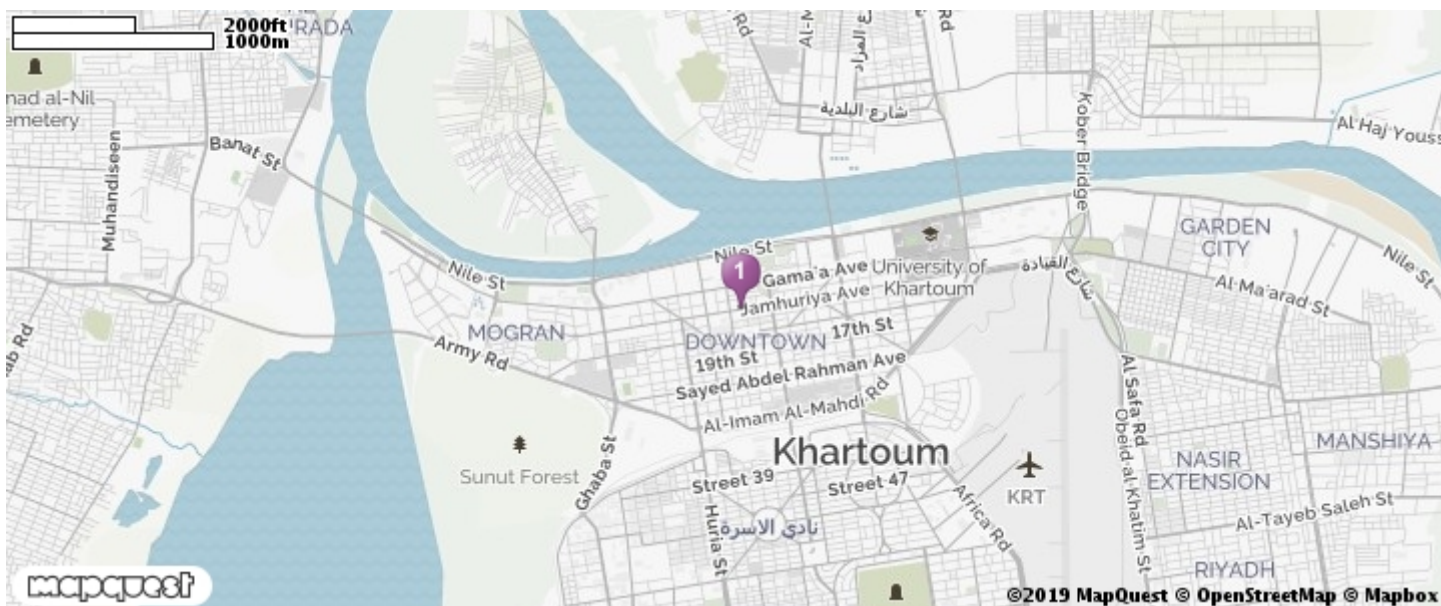 2000ft
1000m
URADA
nad al-Nil
emetery
Banat St
Muhandiseen
شارع البلدية
Kober Bridge
Al Haj Youss
GARDEN
CITY
Nile St
Nile St
Nile St
1
Gama'a Ave
University of
Khartoum
شارع القيادة
Jamhuriya Ave
Al Ma'arad St
MOGRAN
Army Rd
DOWNTOWN
17th St
19th St
Sayed Abdel Rahman Ave
Al-Imam Al-Mahdi Rd
Al Safa Rd
Obeid al Khatim St
Sunut Forest
Ghaba St
Khartoum
Street 39
Street 47
KRT
Africa Rd
Huria St
نادي الاسرة
MANSHIYA
NASIR
EXTENSION
Al-Tayeb Saleh St
RIYADH
mapquest
©2019 MapQuest © OpenStreetMap © Mapbox